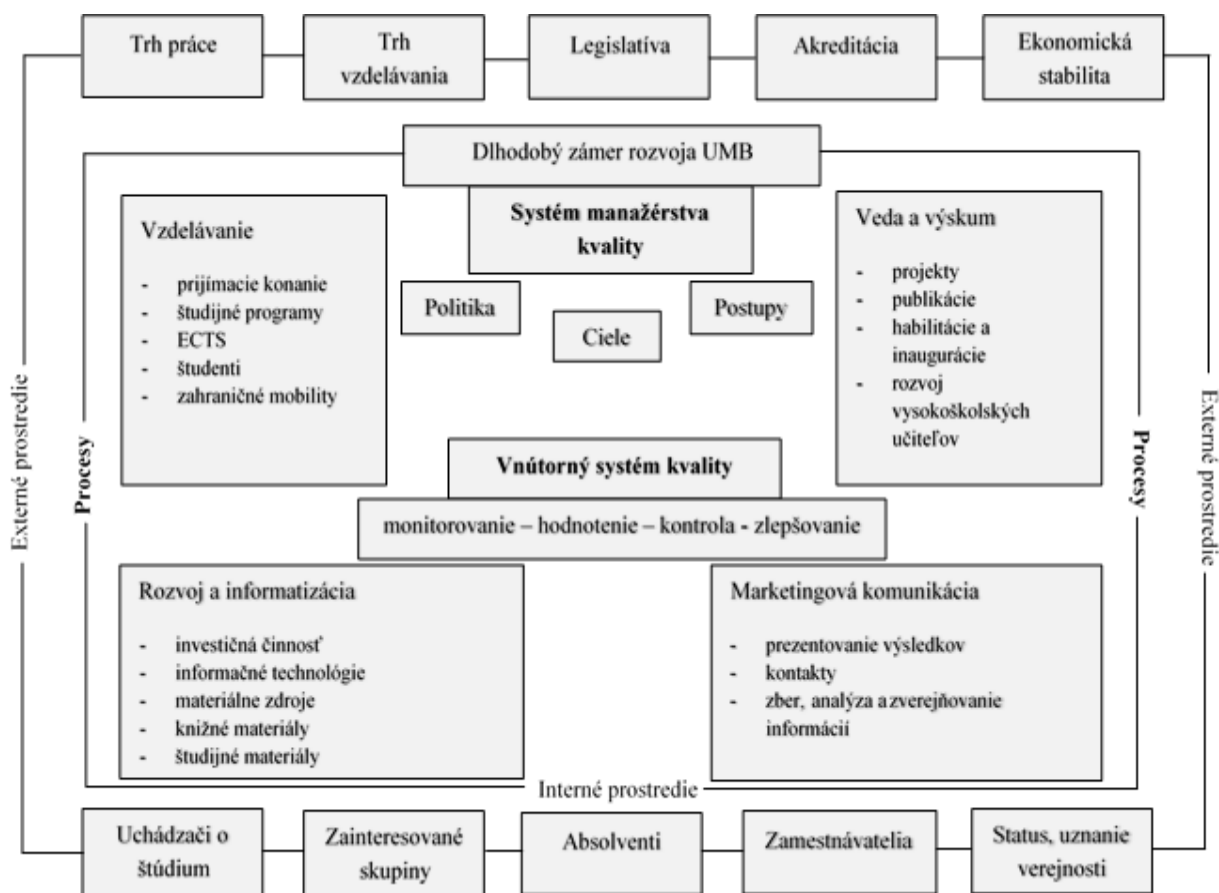 Trh práce
Trh
vzdelávania
Legislatíva
Akreditácia
Ekonomická
stabilita
Dlhodobý zámer rozvoja UMB
Systém manažérstva
kvality
Politika
Ciele
Postupy
Vzdelávanie
- prijímacie konanie
- študijné programy
- ECTS
- študenti
- zahraničné mobility
Veda a výskum
- projekty
- publikácie
- habilitácie a
inaugurácie
- rozvoj
vysokoškolských
učiteľov
Externé prostredie
Procesy
Procesy
Externé prostredie
Vnútorný systém kvality
monitorovanie – hodnotenie – kontrola - zlepšovanie
Rozvoj a informatizácia
- investičná činnosť
- informačné technológie
- materiálne zdroje
- knižné materiály
- študijné materiály
Marketingová komunikácia
- prezentovanie výsledkov
- kontakty
- zber, analýza a zverejňovanie
informácií
Interné prostredie
Uchádzači o
štúdium
Zainteresované
skupiny
Absolventi
Zamestnávatelia
Status, uznanie
verejnosti